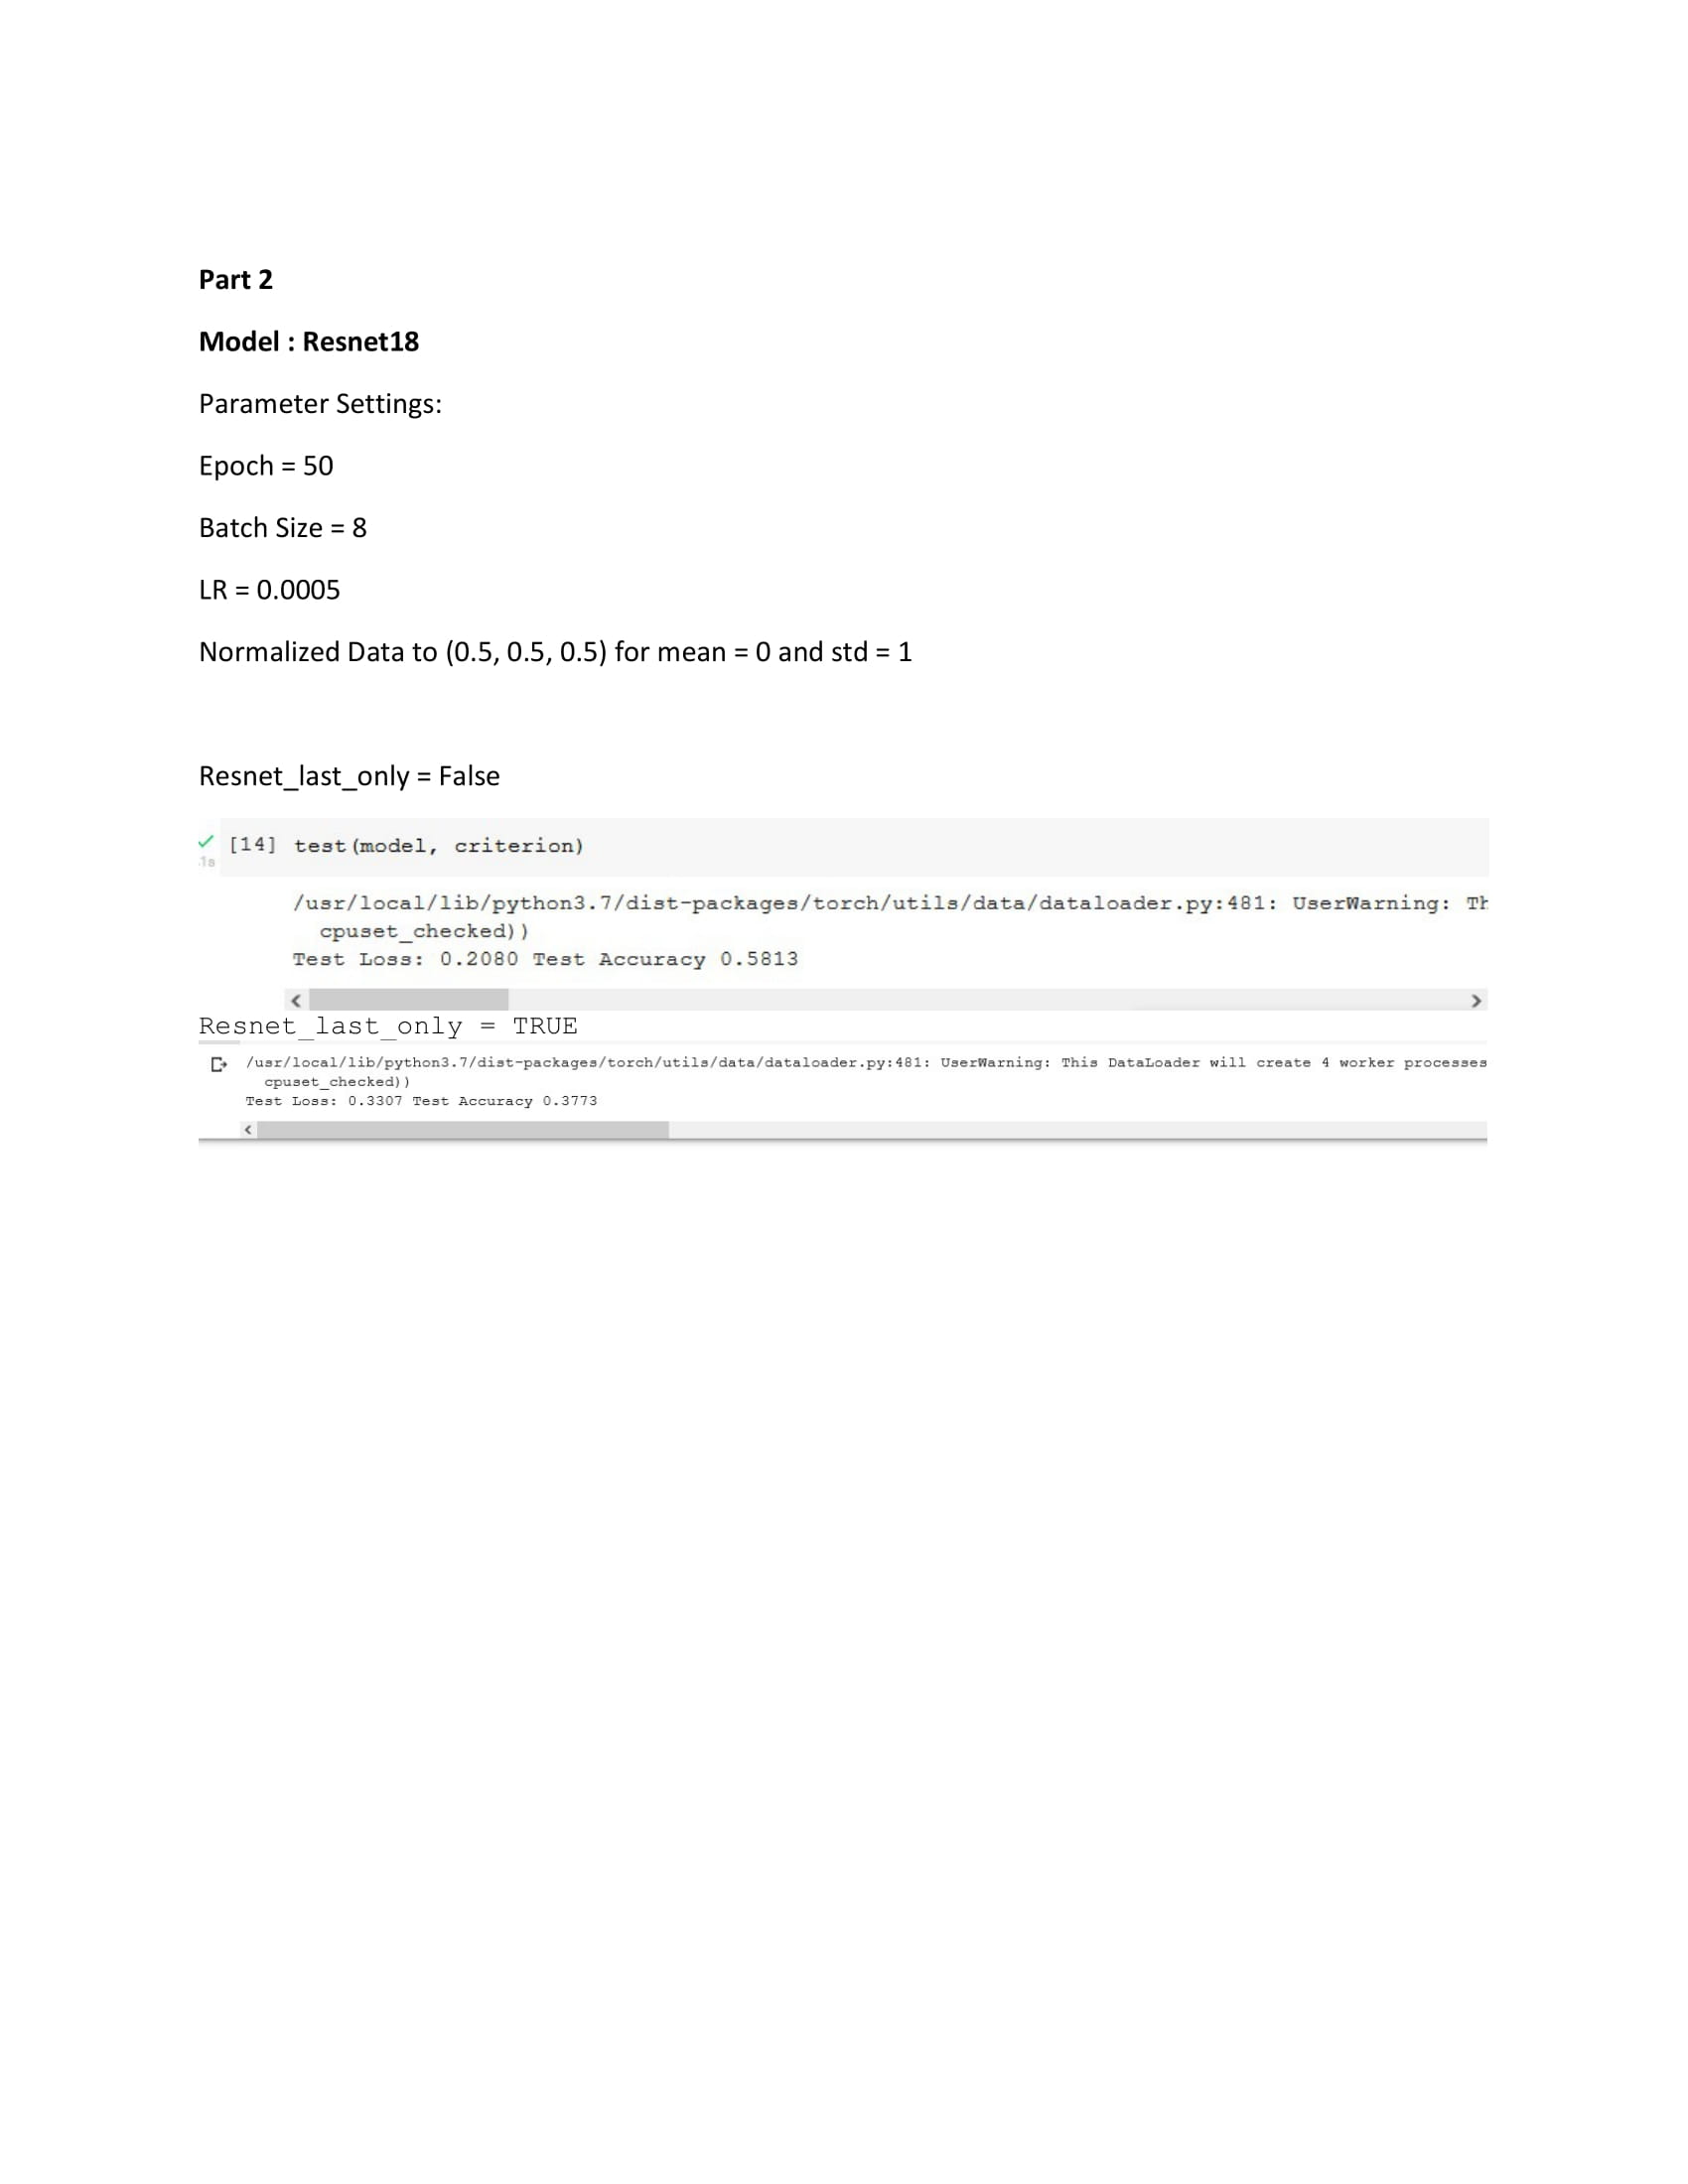 Part 2
Model : Resnet18
Parameter Settings:
Epoch = 50
Batch Size = 8
LR = 0.0005
Normalized Data to (0.5, 0.5, 0.5) for mean = 0 and std = 1
Resnet_last_only = False
[14] test(model, criterion)
1s
/usr/local/lib/python3.7/dist-packages/torch/utils/data/dataloader.py:481: UserWarning: Th
cpuset_checked))
Test Loss: 0.2080 Test Accuracy 0.5813
Resnet_last_only = TRUE
/usr/local/lib/python3.7/dist-packages/torch/utils/data/dataloader.py:481: UserWarning: This DataLoader will create 4 worker processes
cpuset_checked))
Test Loss: 0.3307 Test Accuracy 0.3773